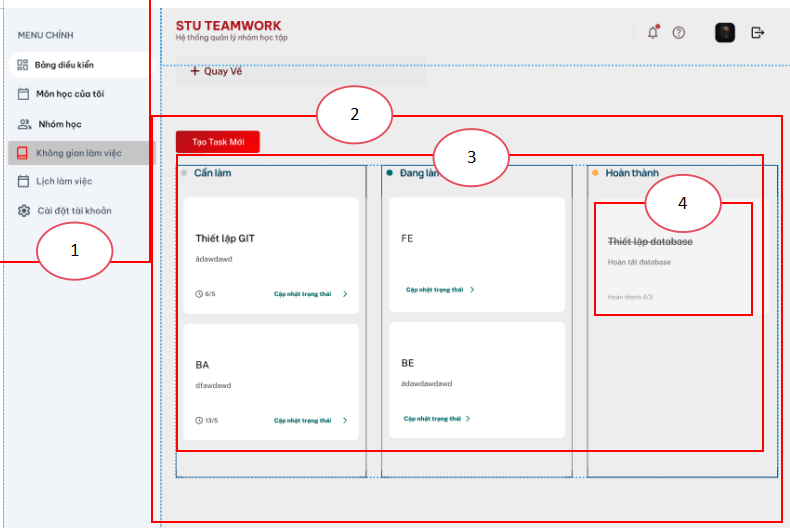 MENU CHÍNH
Bảng điều kiển
Môn học của tôi
Nhóm học
Không gian làm việc
Lịch làm việc
Cài đặt tài khoản
1
STU TEAMWORK
Hệ thống quản lý nhóm học tập
+ Quay Về
2
Tạo Task Mới
3
Cần làm
Thiết lập GIT
ádawdawd
6/5
Cập nhật trạng thái
BA
dfawdawd
13/5
Cập nhật trạng thái
Đang làm
FE
Cập nhật trạng thái
BE
ádawdawdawd
Cập nhật trạng thái
Hoàn thành
4
Thiết lập database
Hoàn tất database
Hoàn thành 4/3